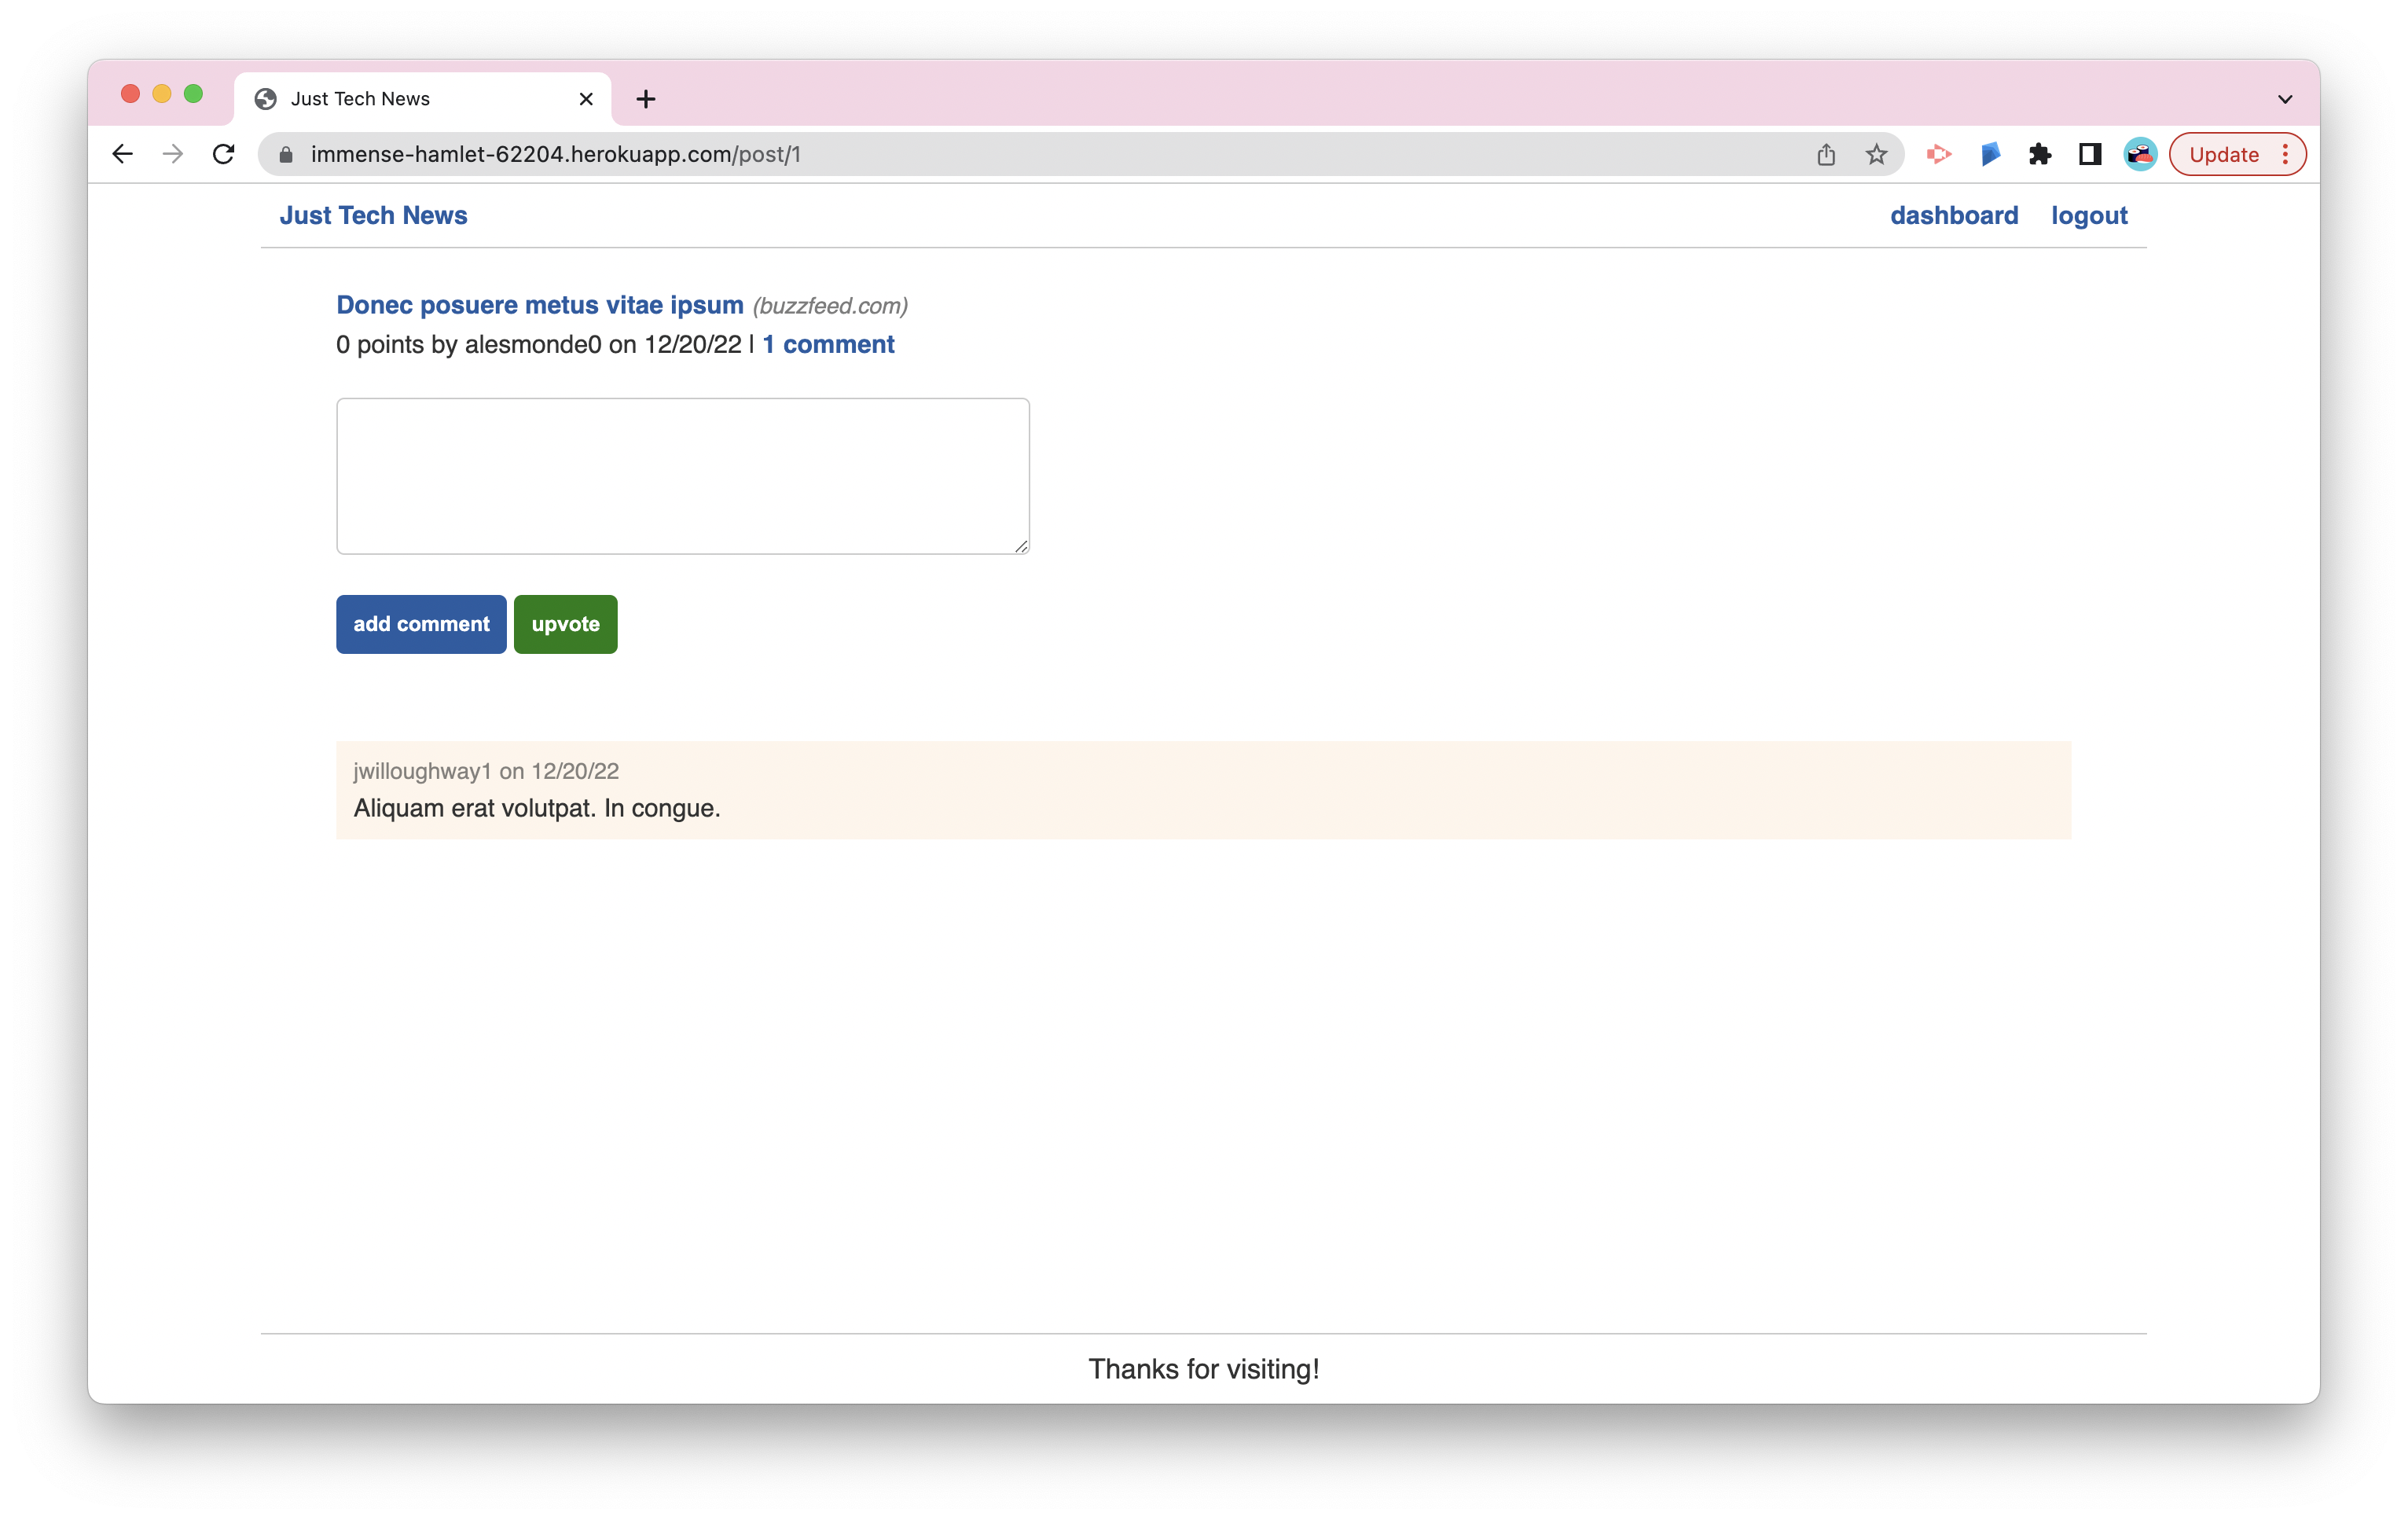 Just Tech News
immense-hamlet-62204.herokuapp.com/post/1
Update
Just Tech News
dashboard
logout
Donec posuere metus vitae ipsum (buzzfeed.com)
0 points by alesmonde0 on 12/20/22 | 1 comment
add comment
upvote
jwilloughway1 on 12/20/22
Aliquam erat volutpat. In congue.
Thanks for visiting!